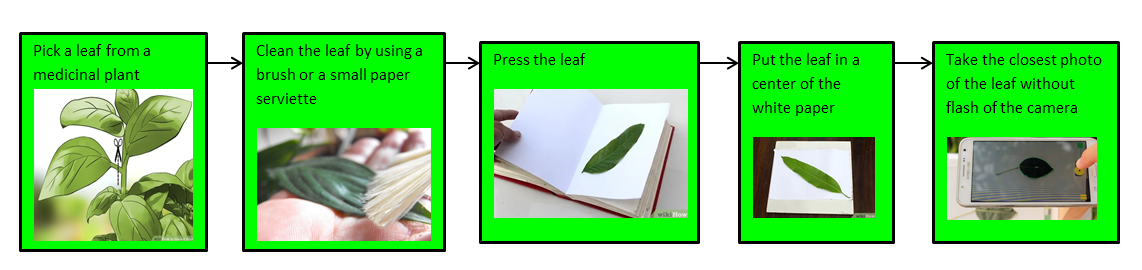 Pick a leaf from a
medicinal plant
Clean the leaf by using a
brush or a small paper
serviette
Press the leaf
wikiHow
Put the leaf in a
center of the
white paper
Take the closest photo
of the leaf without
flash of the camera